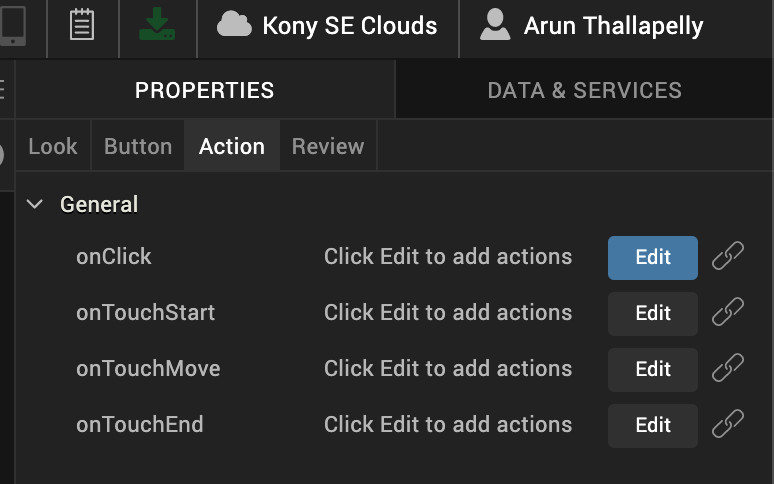 Kony SE Clouds Arun Thallapelly
PROPERTIES DATA & SERVICES
Look Button Action Review
General
onClick Click Edit to add actions Edit
onTouchStart Click Edit to add actions Edit
onTouchMove Click Edit to add actions Edit
onTouchEnd Click Edit to add actions Edit